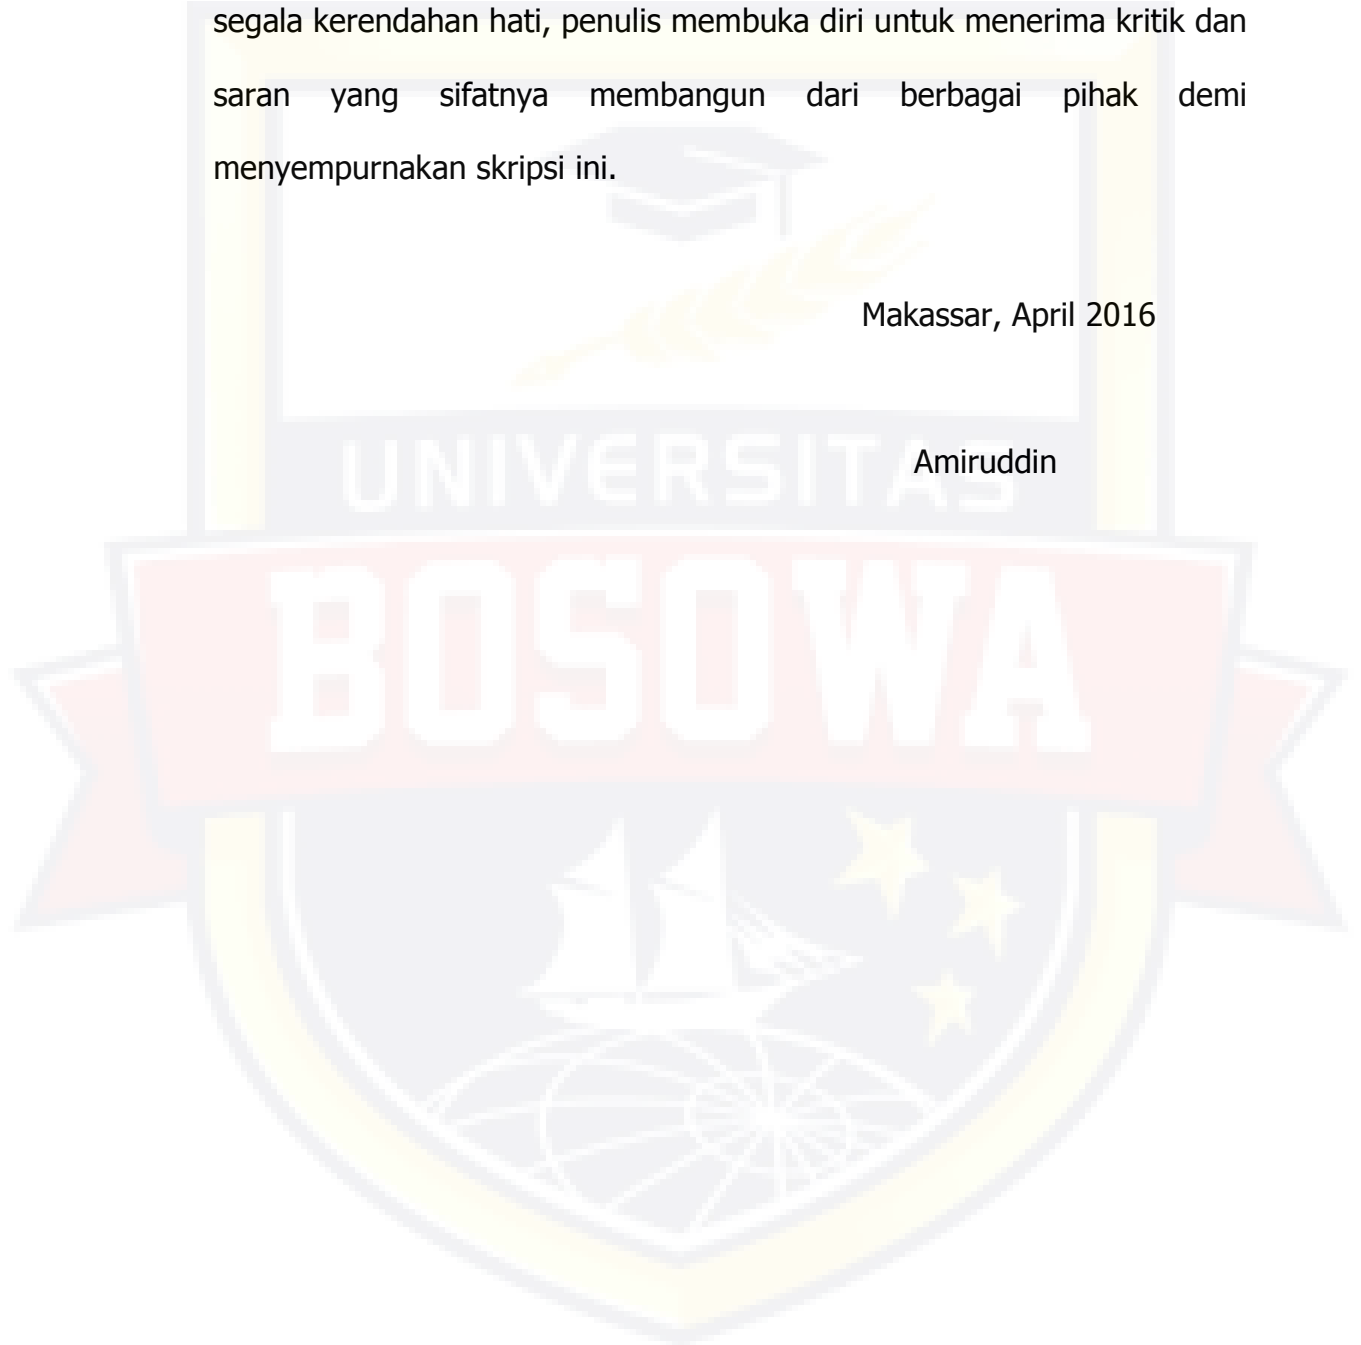 segala kerendahan hati, penulis membuka diri untuk menerima kritik dan
saran yang sifatnya membangun dari berbagai pihak demi
menyempurnakan skripsi ini.
Makassar, April 2016
Amiruddin
UNIVERSITAS
BOSOWA